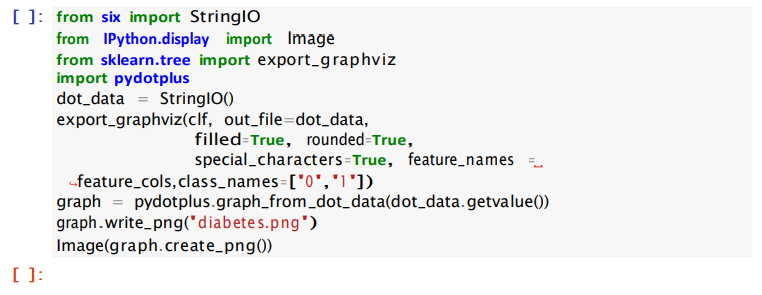 [ ]: from six import StringIO
from IPython.display import Image
from sklearn.tree import export_graphviz
import pydotplus
dot_data = StringIO()
export_graphviz(clf, out_file=dot_data,
filled=True, rounded=True,
special_characters=True, feature_names =␣
↪feature_cols,class_names=['0','1'])
graph = pydotplus.graph_from_dot_data(dot_data.getvalue())
graph.write_png('diabetes.png')
Image(graph.create_png())
[ ]: